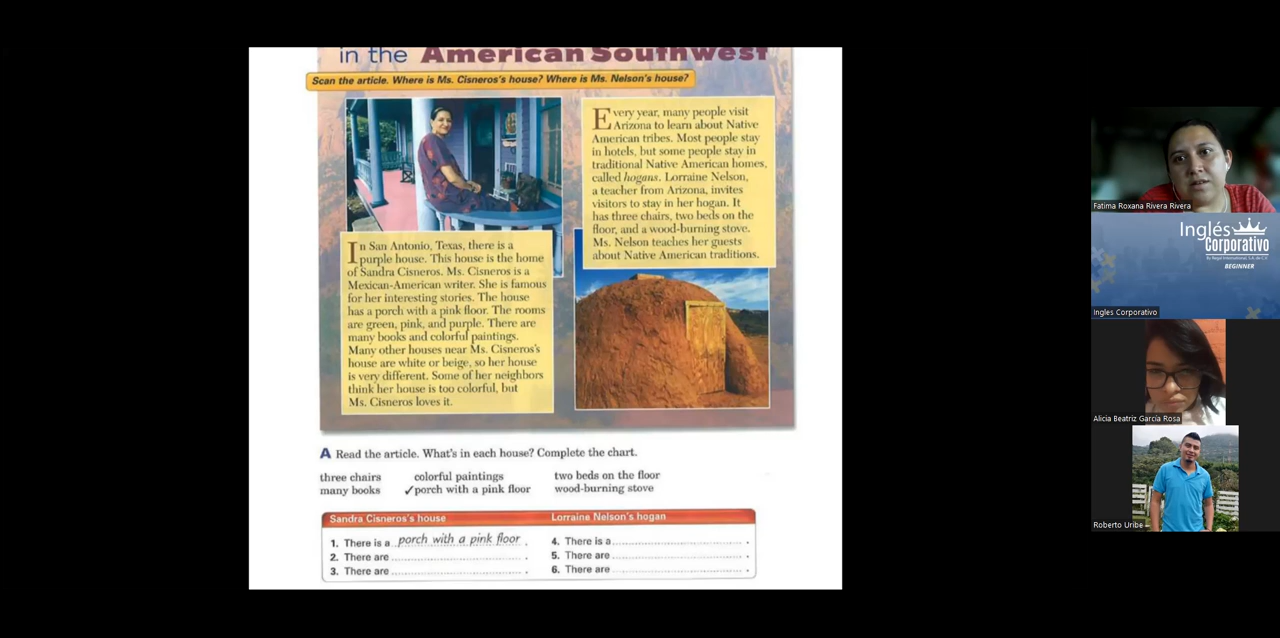 in the American Southwest
Scan the article. Where is Ms. Cisneros's house? Where is Ms. Nelson's house?
Every year, many people visit
Arizona to learn about Native
American tribes. Most people stay
in hotels, but some people stay in
traditional Native American homes,
called hogans. Lorraine Nelson,
a teacher from Arizona, invites
visitors to stay in her hogan. It
has three chairs, two beds on the
floor, and a wood-burning stove.
Ms. Nelson teaches her guests
about Native American traditions.
In San Antonio, Texas, there is a
purple house. This house is the home
of Sandra Cisneros. Ms. Cisneros is a
Mexican-American writer. She is famous
for her interesting stories. The house
has a porch with a pink floor. The rooms
are green, pink, and purple. There are
many books and colorful paintings.
Many other houses near Ms. Cisneros's
house are white or beige, so her house
is very different. Some of her neighbors
think her house is too colorful, but
Ms. Cisneros loves it.
A Read the article. What's in each house? Complete the chart.
three chairs colorful paintings two beds on the floor
many books ✓porch with a pink floor wood-burning stove
Sandra Cisneros's house Lorraine Nelson's hogan
1. There is a porch with a pink floor.
2. There are .
3. There are .
4. There is a .
5. There are .
6. There are .
Fatima Roxana Rivera Rivera
Inglés
Corporativo
BEGINNER
Ingles Corporativo
Alicia Beatriz García Rosa
Roberto Uribe